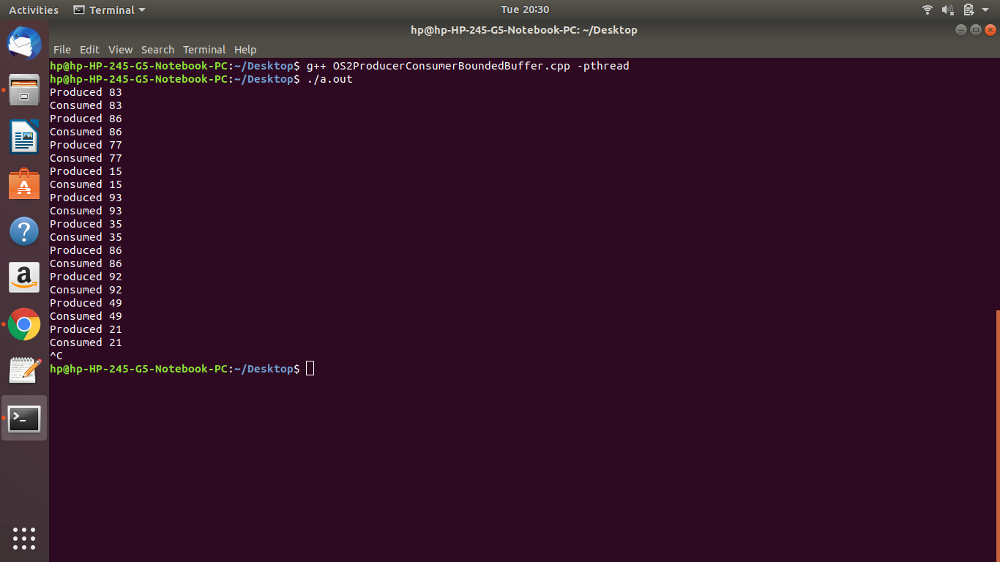 Activities Terminal Tue 20:30
hp@hp-HP-245-G5-Notebook-PC: ~/Desktop
File Edit View Search Terminal Help
hp@hp-HP-245-G5-Notebook-PC:~/Desktop$ g++ OS2ProducerConsumerBoundedBuffer.cpp -pthread
hp@hp-HP-245-G5-Notebook-PC:~/Desktop$ ./a.out
Produced 83
Consumed 83
Produced 86
Consumed 86
Produced 77
Consumed 77
Produced 15
Consumed 15
Produced 93
Consumed 93
Produced 35
Consumed 35
Produced 86
Consumed 86
Produced 92
Consumed 92
Produced 49
Consumed 49
Produced 21
Consumed 21
^C
hp@hp-HP-245-G5-Notebook-PC:~/Desktop$